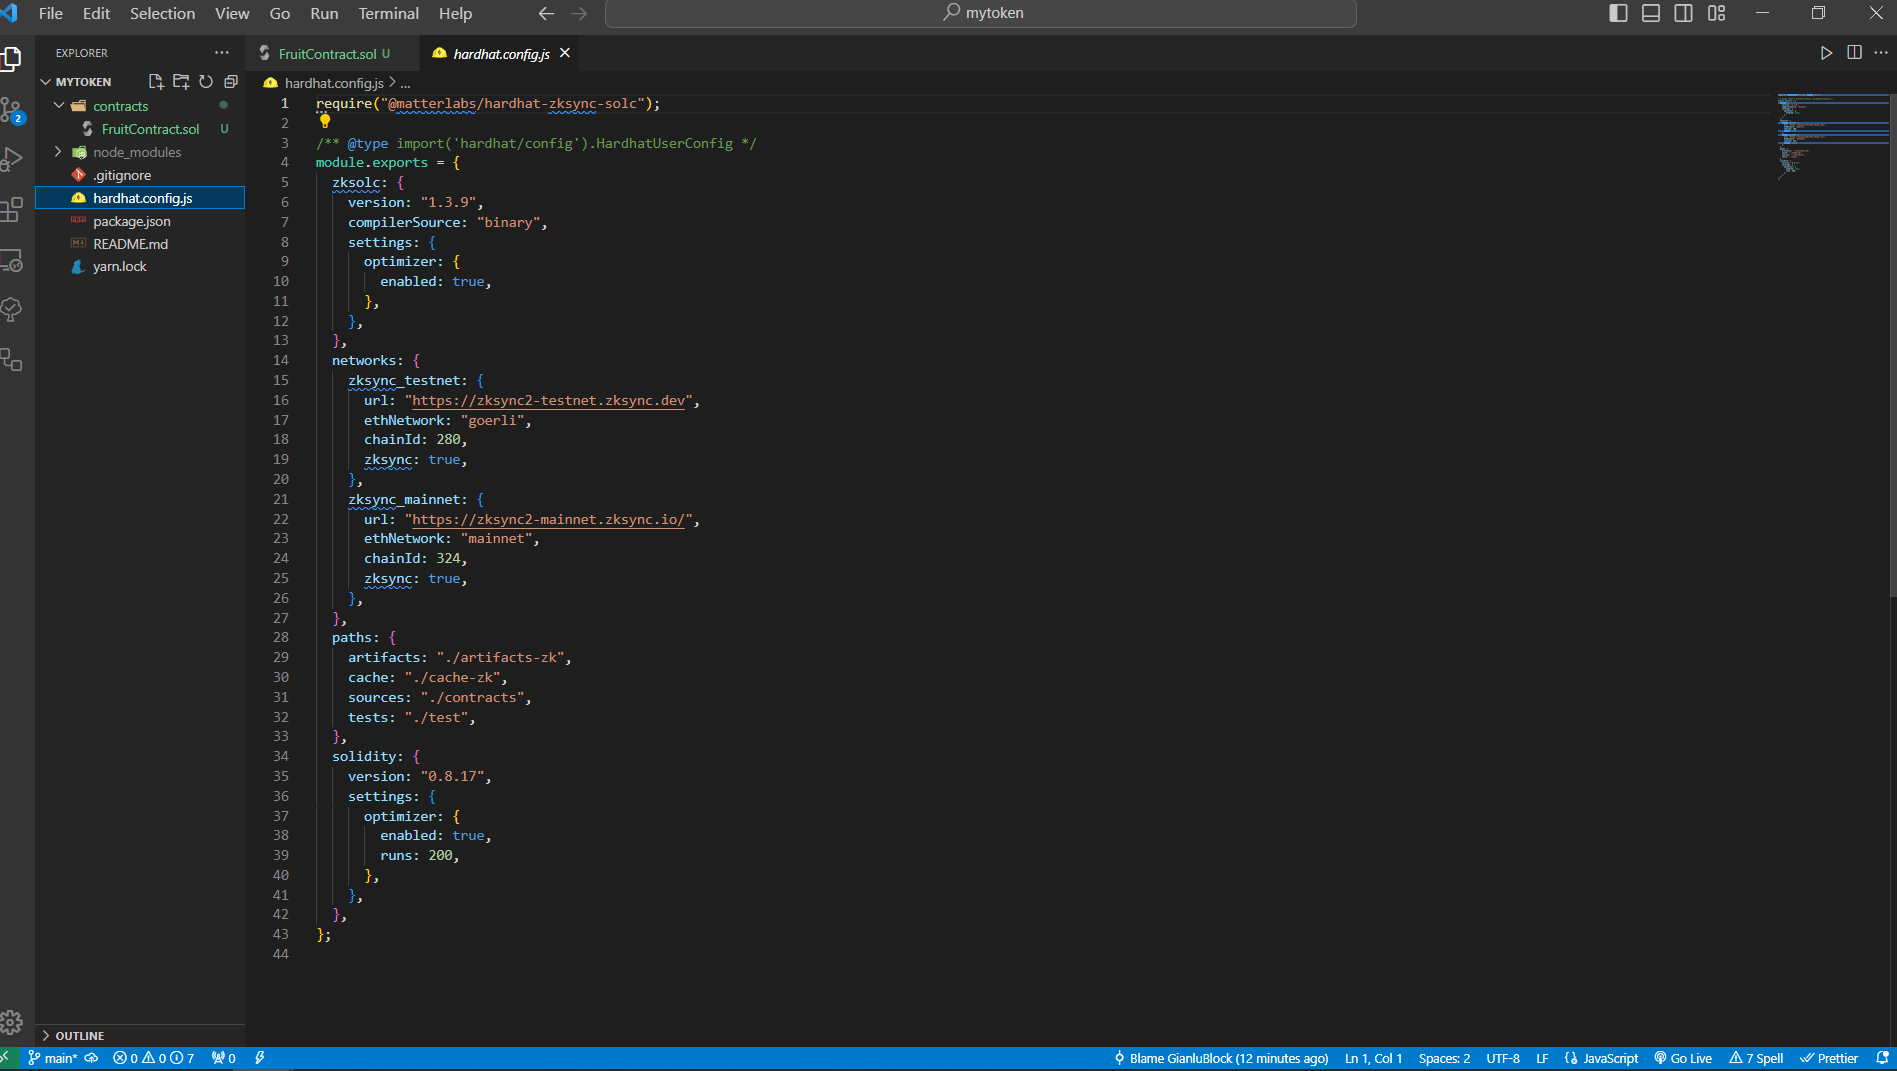 File Edit Selection View Go Run Terminal Help
mytoken
EXPLORER
MYTOKEN
contracts
FruitContract.sol U
node_modules
.gitignore
hardhat.config.js
package.json
README.md
yarn.lock
OUTLINE
2
FruitContract.sol U
hardhat.config.js
hardhat.config.js > ...
1 require("@matterlabs/hardhat-zksync-solc");
2
3 /** @type import('hardhat/config').HardhatUserConfig */
4 module.exports = {
5 zksolc: {
6 version: "1.3.9",
7 compilerSource: "binary",
8 settings: {
9 optimizer: {
10 enabled: true,
11 },
12 },
13 },
14 networks: {
15 zksync_testnet: {
16 url: "https://zksync2-testnet.zksync.dev",
17 ethNetwork: "goerli",
18 chainId: 280,
19 zksync: true,
20 },
21 zksync_mainnet: {
22 url: "https://zksync2-mainnet.zksync.io/",
23 ethNetwork: "mainnet",
24 chainId: 324,
25 zksync: true,
26 },
27 },
28 paths: {
29 artifacts: "./artifacts-zk",
30 cache: "./cache-zk",
31 sources: "./contracts",
32 tests: "./test",
33 },
34 solidity: {
35 version: "0.8.17",
36 settings: {
37 optimizer: {
38 enabled: true,
39 runs: 200,
40 },
41 },
42 },
43 };
44
main* 0 0 7 0 Blame GianluBlock (12 minutes ago) Ln 1, Col 1 Spaces: 2 UTF-8 LF JavaScript Go Live 7 Spell Prettier